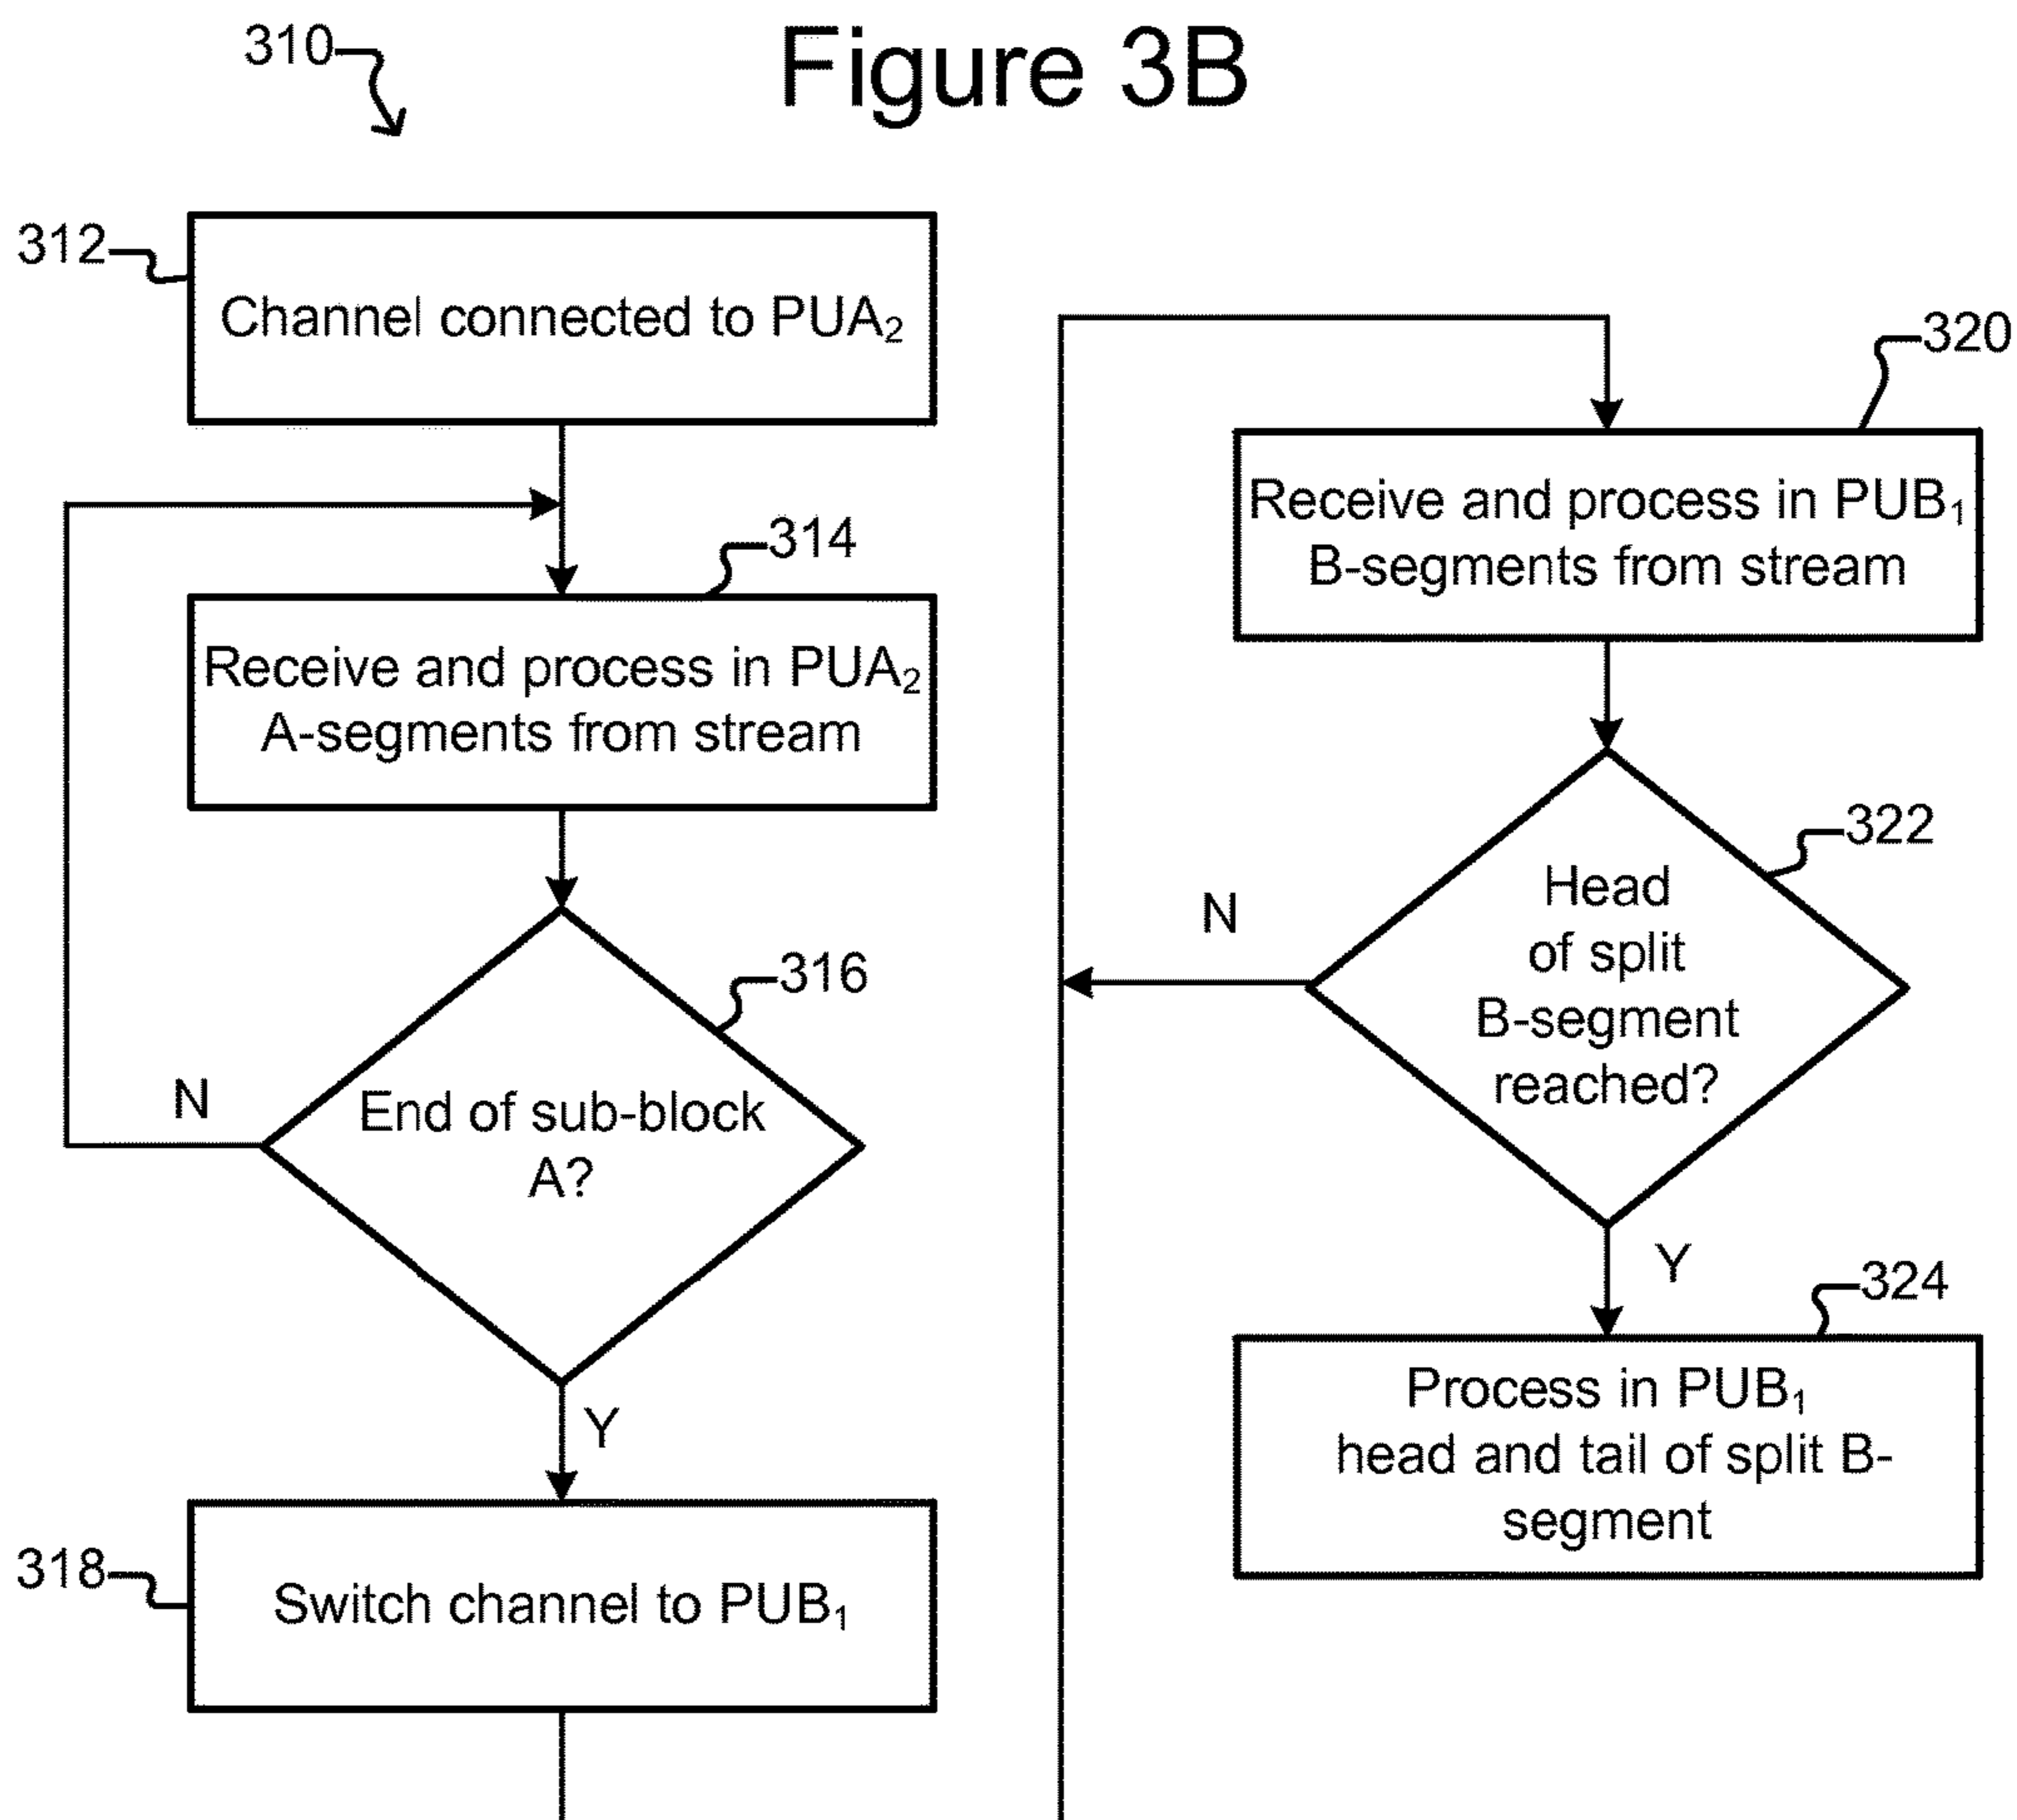 Figure 3B
310
312
Channel connected to PUA₂
314
Receive and process in PUA₂
A-segments from stream
316
End of sub-block
A?
N
Y
318
Switch channel to PUB₁
320
Receive and process in PUB₁
B-segments from stream
322
Head
of split
B-segment
reached?
N
Y
324
Process in PUB₁
head and tail of split B-
segment